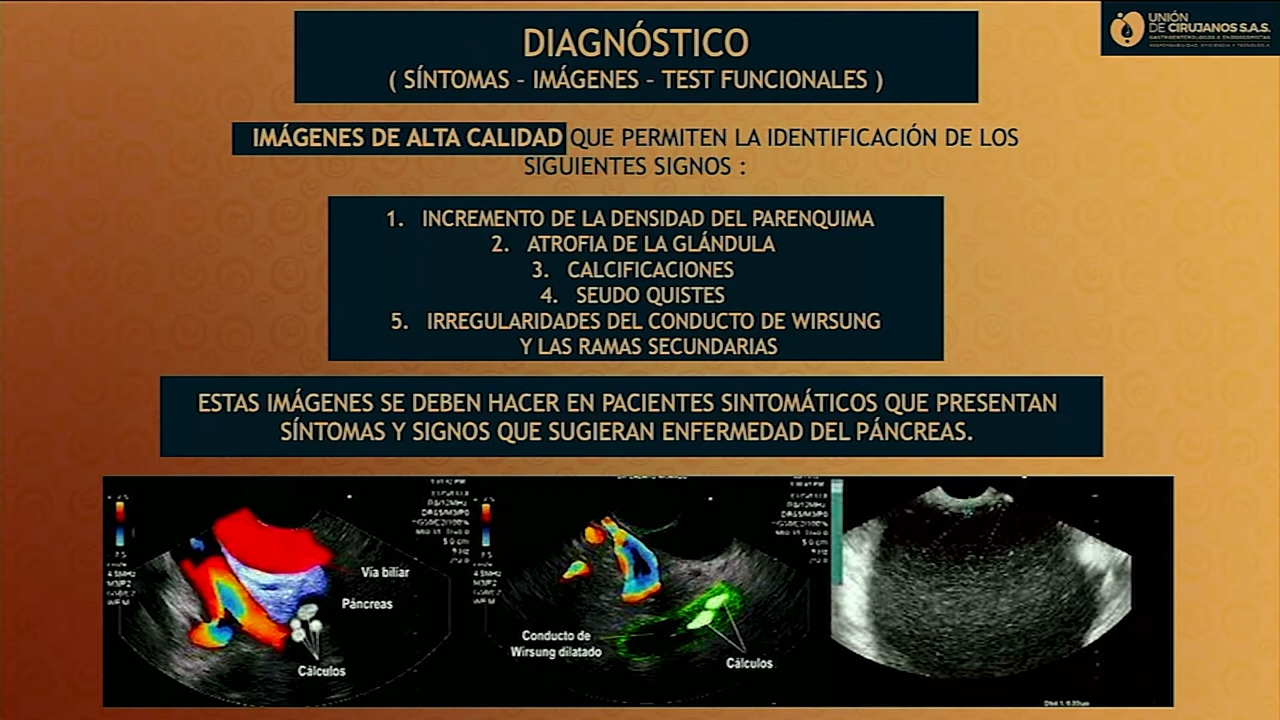 UNIÓN
DE CIRUJANOS S.A.S.
GASTROENTERÓLOGOS & ENDOSCOPISTAS
DIAGNÓSTICO
( SÍNTOMAS - IMÁGENES - TEST FUNCIONALES )
IMÁGENES DE ALTA CALIDAD QUE PERMITEN LA IDENTIFICACIÓN DE LOS
SIGUIENTES SIGNOS :
1. INCREMENTO DE LA DENSIDAD DEL PARENQUIMA
2. ATROFIA DE LA GLÁNDULA
3. CALCIFICACIONES
4. SEUDO QUISTES
5. IRREGULARIDADES DEL CONDUCTO DE WIRSUNG
Y LAS RAMAS SECUNDARIAS
ESTAS IMÁGENES SE DEBEN HACER EN PACIENTES SINTOMÁTICOS QUE PRESENTAN
SÍNTOMAS Y SIGNOS QUE SUGIERAN ENFERMEDAD DEL PÁNCREAS.
Vía biliar
Páncreas
Cálculos
Conducto de
Wirsung dilatado
Cálculos